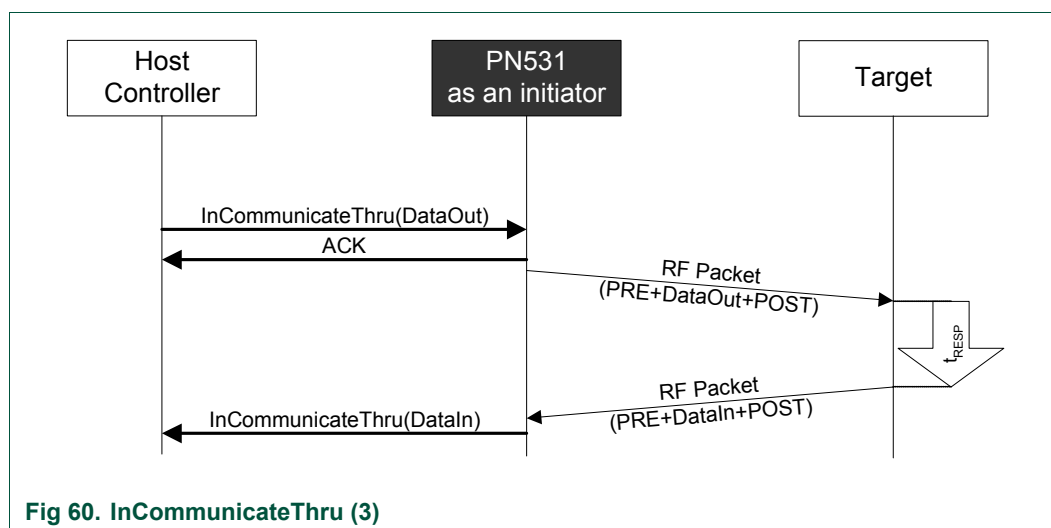 Host
Controller
PN531
as an initiator
Target
InCommunicateThru(DataOut)
ACK
RF Packet
(PRE+DataOut+POST)
tRESP
RF Packet
(PRE+DataIn+POST)
InCommunicateThru(DataIn)
Fig 60. InCommunicateThru (3)